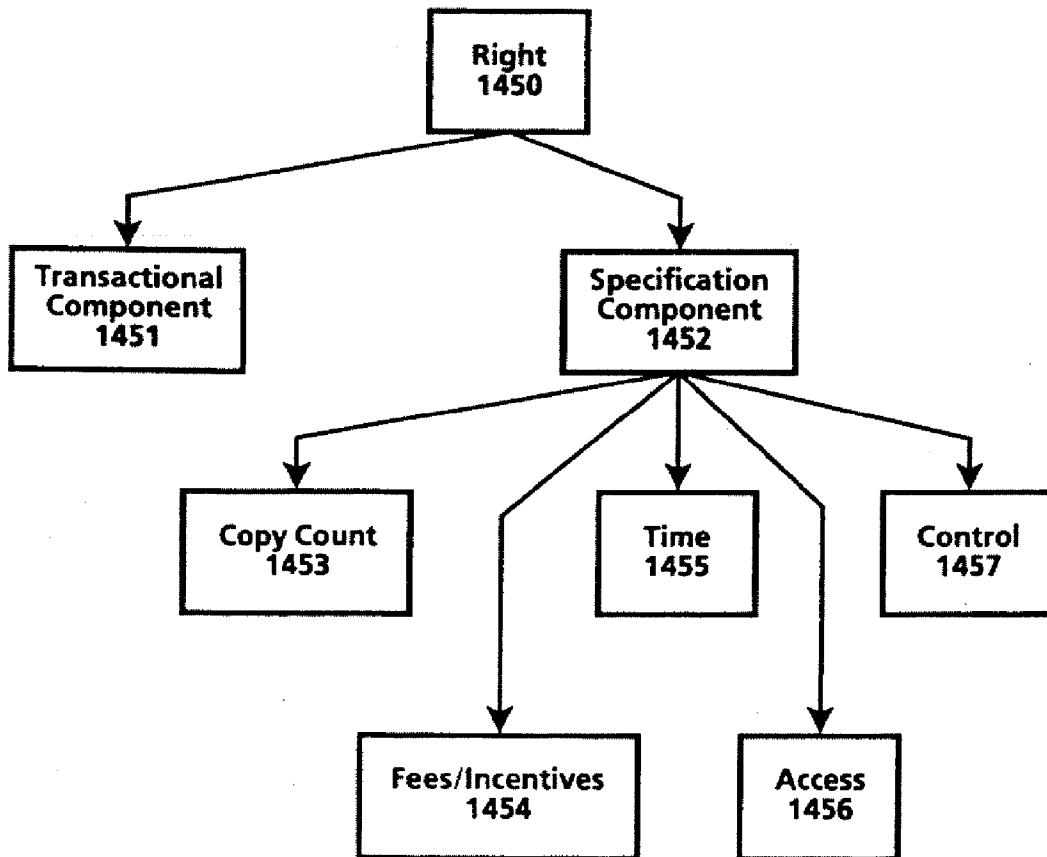 Right
1450
Transactional
Component
1451
Specification
Component
1452
Copy Count
1453
Time
1455
Control
1457
Fees/Incentives
1454
Access
1456